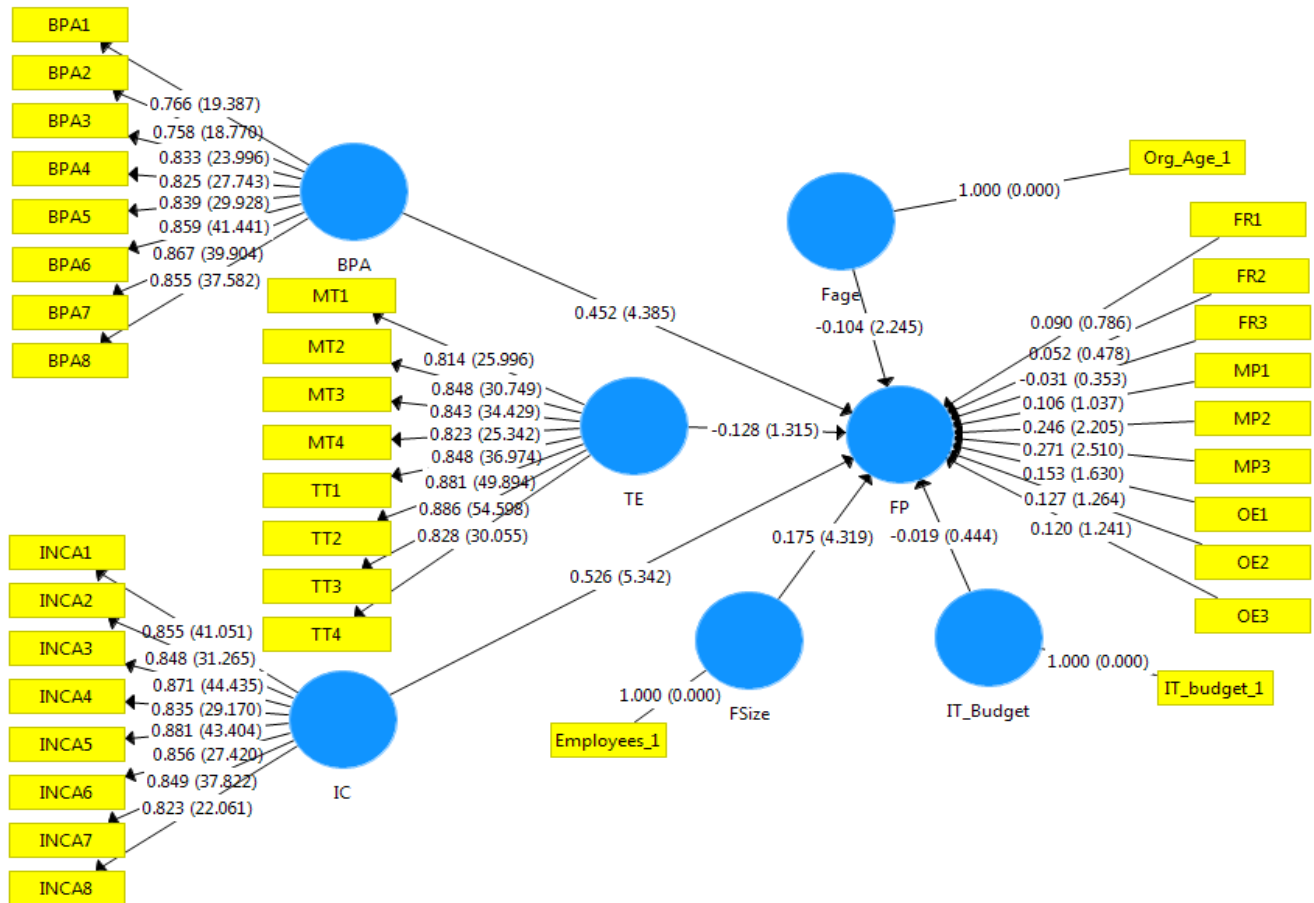 BPA1
BPA2
BPA3
BPA4
BPA5
BPA6
BPA7
BPA8
0.766 (19.387)
0.758 (18.770)
0.833 (23.996)
0.825 (27.743)
0.839 (29.928)
0.859 (41.441)
0.867 (39.904)
0.855 (37.582)
BPA
MT1
MT2
MT3
MT4
TT1
TT2
TT3
TT4
0.814 (25.996)
0.848 (30.749)
0.843 (34.429)
0.823 (25.342)
0.848 (36.974)
0.881 (49.894)
0.886 (54.598)
0.828 (30.055)
TE
INCA1
INCA2
INCA3
INCA4
INCA5
INCA6
INCA7
INCA8
0.855 (41.051)
0.848 (31.265)
0.871 (44.435)
0.835 (29.170)
0.881 (43.404)
0.856 (27.420)
0.849 (37.822)
0.823 (22.061)
IC
0.452 (4.385)
-0.128 (1.315)
0.526 (5.342)
Org_Age_1
1.000 (0.000)
Fage
-0.104 (2.245)
FP
0.175 (4.319)
-0.019 (0.444)
FSize
1.000 (0.000)
Employees_1
IT_Budget
1.000 (0.000)
IT_budget_1
FR1
FR2
FR3
MP1
MP2
MP3
OE1
OE2
OE3
0.090 (0.786)
0.052 (0.478)
-0.031 (0.353)
0.106 (1.037)
0.246 (2.205)
0.271 (2.510)
0.153 (1.630)
0.127 (1.264)
0.120 (1.241)